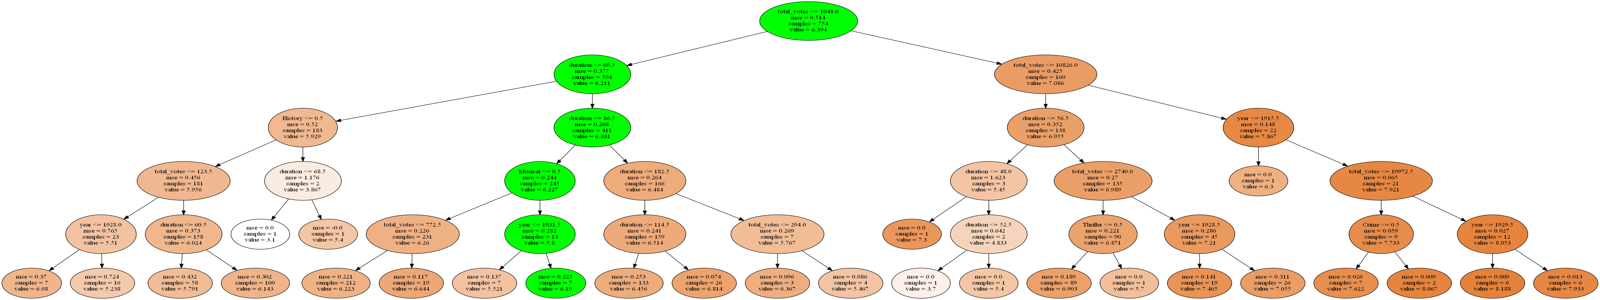 total_votes <= 1048.0
mse = 0.514
samples = 754
value = 6.394
duration <= 69.5
mse = 0.377
samples = 594
value = 6.211
total_votes <= 10826.0
mse = 0.425
samples = 160
value = 7.086
History <= 0.5
mse = 0.52
samples = 183
value = 5.929
duration <= 86.5
mse = 0.268
samples = 411
value = 6.331
duration <= 56.5
mse = 0.352
samples = 138
value = 6.955
year <= 1917.5
mse = 0.148
samples = 22
value = 7.867
total_votes <= 123.5
mse = 0.456
samples = 181
value = 5.956
duration <= 68.5
mse = 1.176
samples = 2
value = 3.867
Musical <= 0.5
mse = 0.244
samples = 245
value = 6.227
duration <= 182.5
mse = 0.264
samples = 166
value = 6.484
duration <= 48.0
mse = 1.623
samples = 3
value = 5.45
total_votes <= 2740.0
mse = 0.27
samples = 135
value = 6.989
mse = 0.0
samples = 1
value = 6.3
total_votes <= 19972.5
mse = 0.065
samples = 21
value = 7.921
year <= 1928.0
mse = 0.765
samples = 23
value = 5.51
duration <= 60.5
mse = 0.373
samples = 158
value = 6.024
mse = 0.0
samples = 1
value = 3.1
mse = -0.0
samples = 1
value = 5.4
total_votes <= 772.5
mse = 0.226
samples = 231
value = 6.26
year <= 1931.5
mse = 0.282
samples = 14
value = 5.8
duration <= 114.5
mse = 0.241
samples = 159
value = 6.514
total_votes <= 294.0
mse = 0.269
samples = 7
value = 5.767
mse = 0.0
samples = 1
value = 7.3
duration <= 52.5
mse = 0.642
samples = 2
value = 4.833
Thriller <= 0.5
mse = 0.221
samples = 90
value = 6.871
year <= 1928.5
mse = 0.286
samples = 45
value = 7.21
Crime <= 0.5
mse = 0.059
samples = 9
value = 7.733
year <= 1929.5
mse = 0.027
samples = 12
value = 8.053
mse = 0.37
samples = 7
value = 6.08
mse = 0.724
samples = 16
value = 5.238
mse = 0.432
samples = 58
value = 5.791
mse = 0.302
samples = 100
value = 6.143
mse = 0.221
samples = 212
value = 6.223
mse = 0.117
samples = 19
value = 6.644
mse = 0.137
samples = 7
value = 5.521
mse = 0.225
samples = 7
value = 6.19
mse = 0.253
samples = 133
value = 6.456
mse = 0.074
samples = 26
value = 6.814
mse = 0.096
samples = 3
value = 6.367
mse = 0.086
samples = 4
value = 5.467
mse = 0.0
samples = 1
value = 3.7
mse = 0.0
samples = 1
value = 5.4
mse = 0.189
samples = 89
value = 6.903
mse = 0.0
samples = 1
value = 5.7
mse = 0.141
samples = 19
value = 7.465
mse = 0.311
samples = 26
value = 7.055
mse = 0.026
samples = 7
value = 7.622
mse = 0.009
samples = 2
value = 8.067
mse = 0.009
samples = 6
value = 8.188
mse = 0.013
samples = 6
value = 7.933